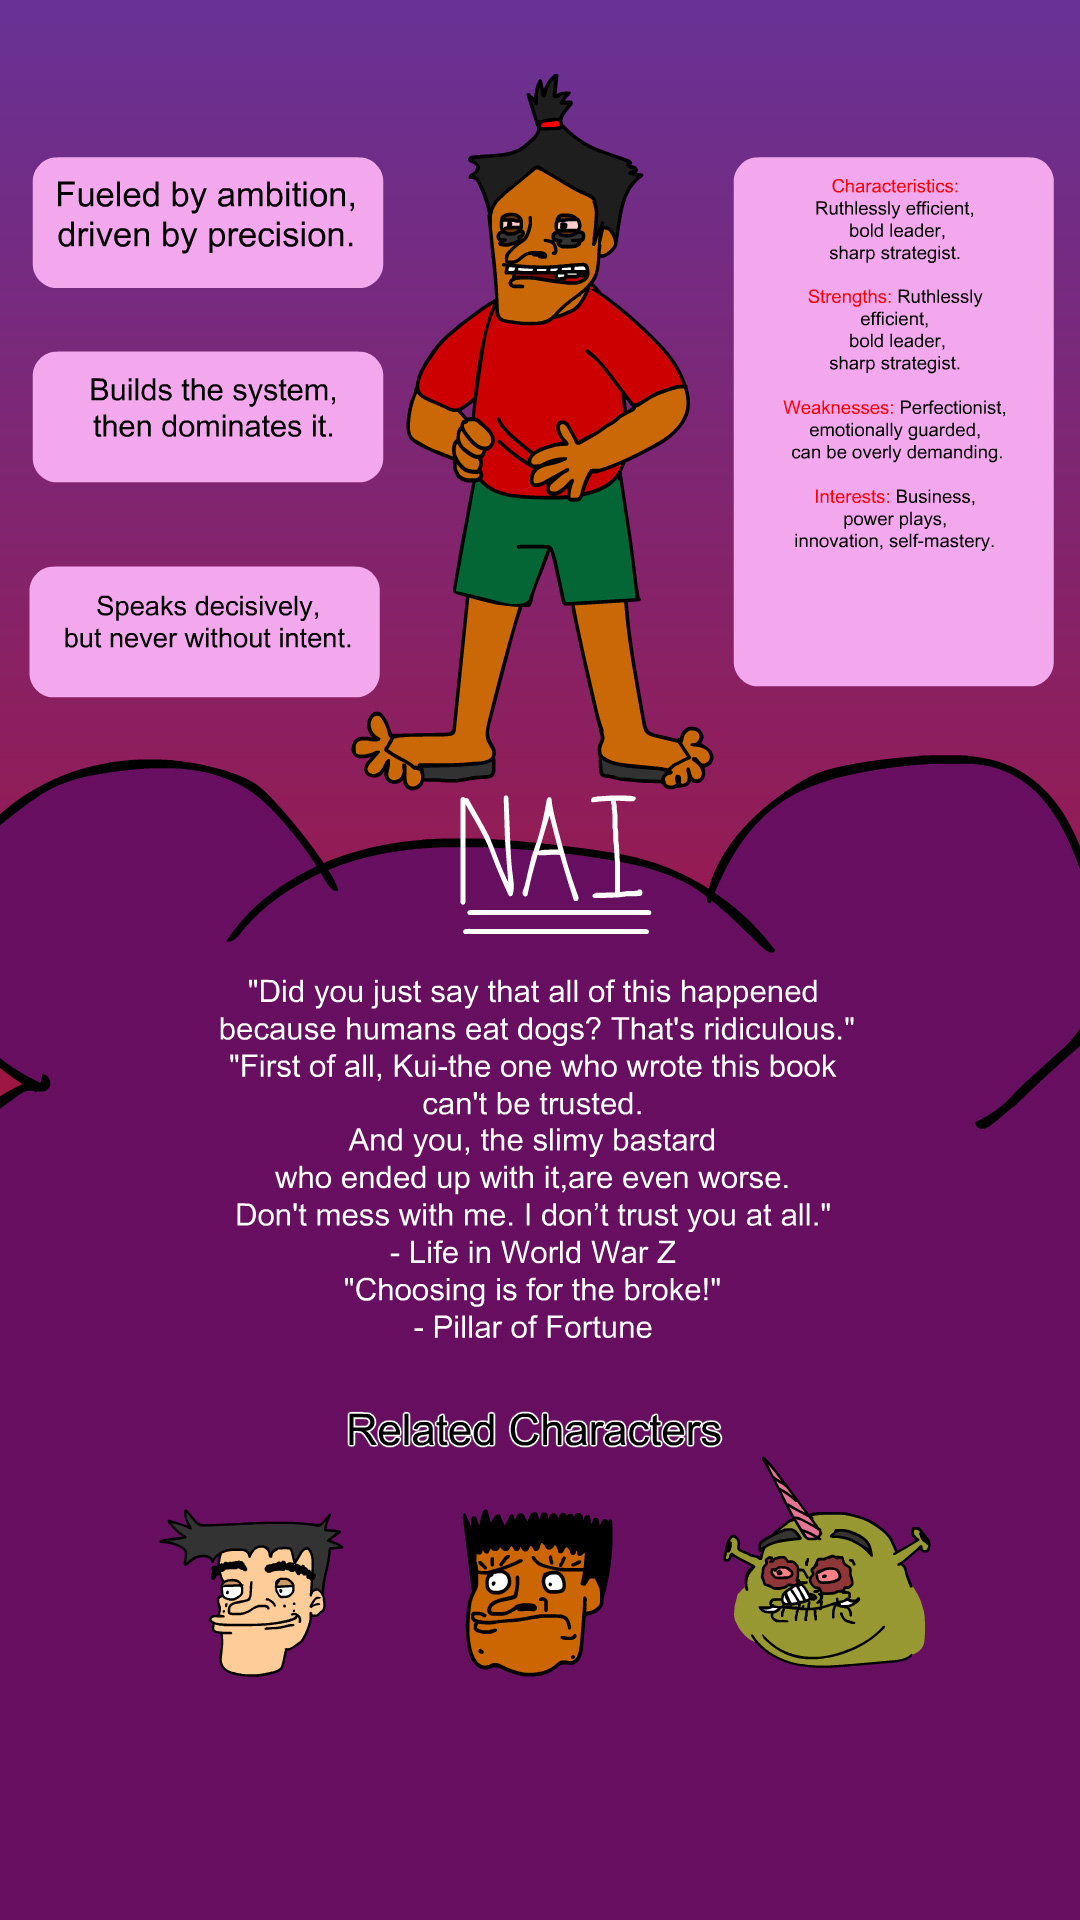 Fueled by ambition,
driven by precision.
Builds the system,
then dominates it.
Speaks decisively,
but never without intent.
Characteristics:
Ruthlessly efficient,
bold leader,
sharp strategist.
Strengths: Ruthlessly
efficient,
bold leader,
sharp strategist.
Weaknesses: Perfectionist,
emotionally guarded,
can be overly demanding.
Interests: Business,
power plays,
innovation, self-mastery.
NAI
"Did you just say that all of this happened
because humans eat dogs? That's ridiculous."
"First of all, Kui-the one who wrote this book
can't be trusted.
And you, the slimy bastard
who ended up with it,are even worse.
Don't mess with me. I don’t trust you at all."
- Life in World War Z
"Choosing is for the broke!"
- Pillar of Fortune
Related Characters